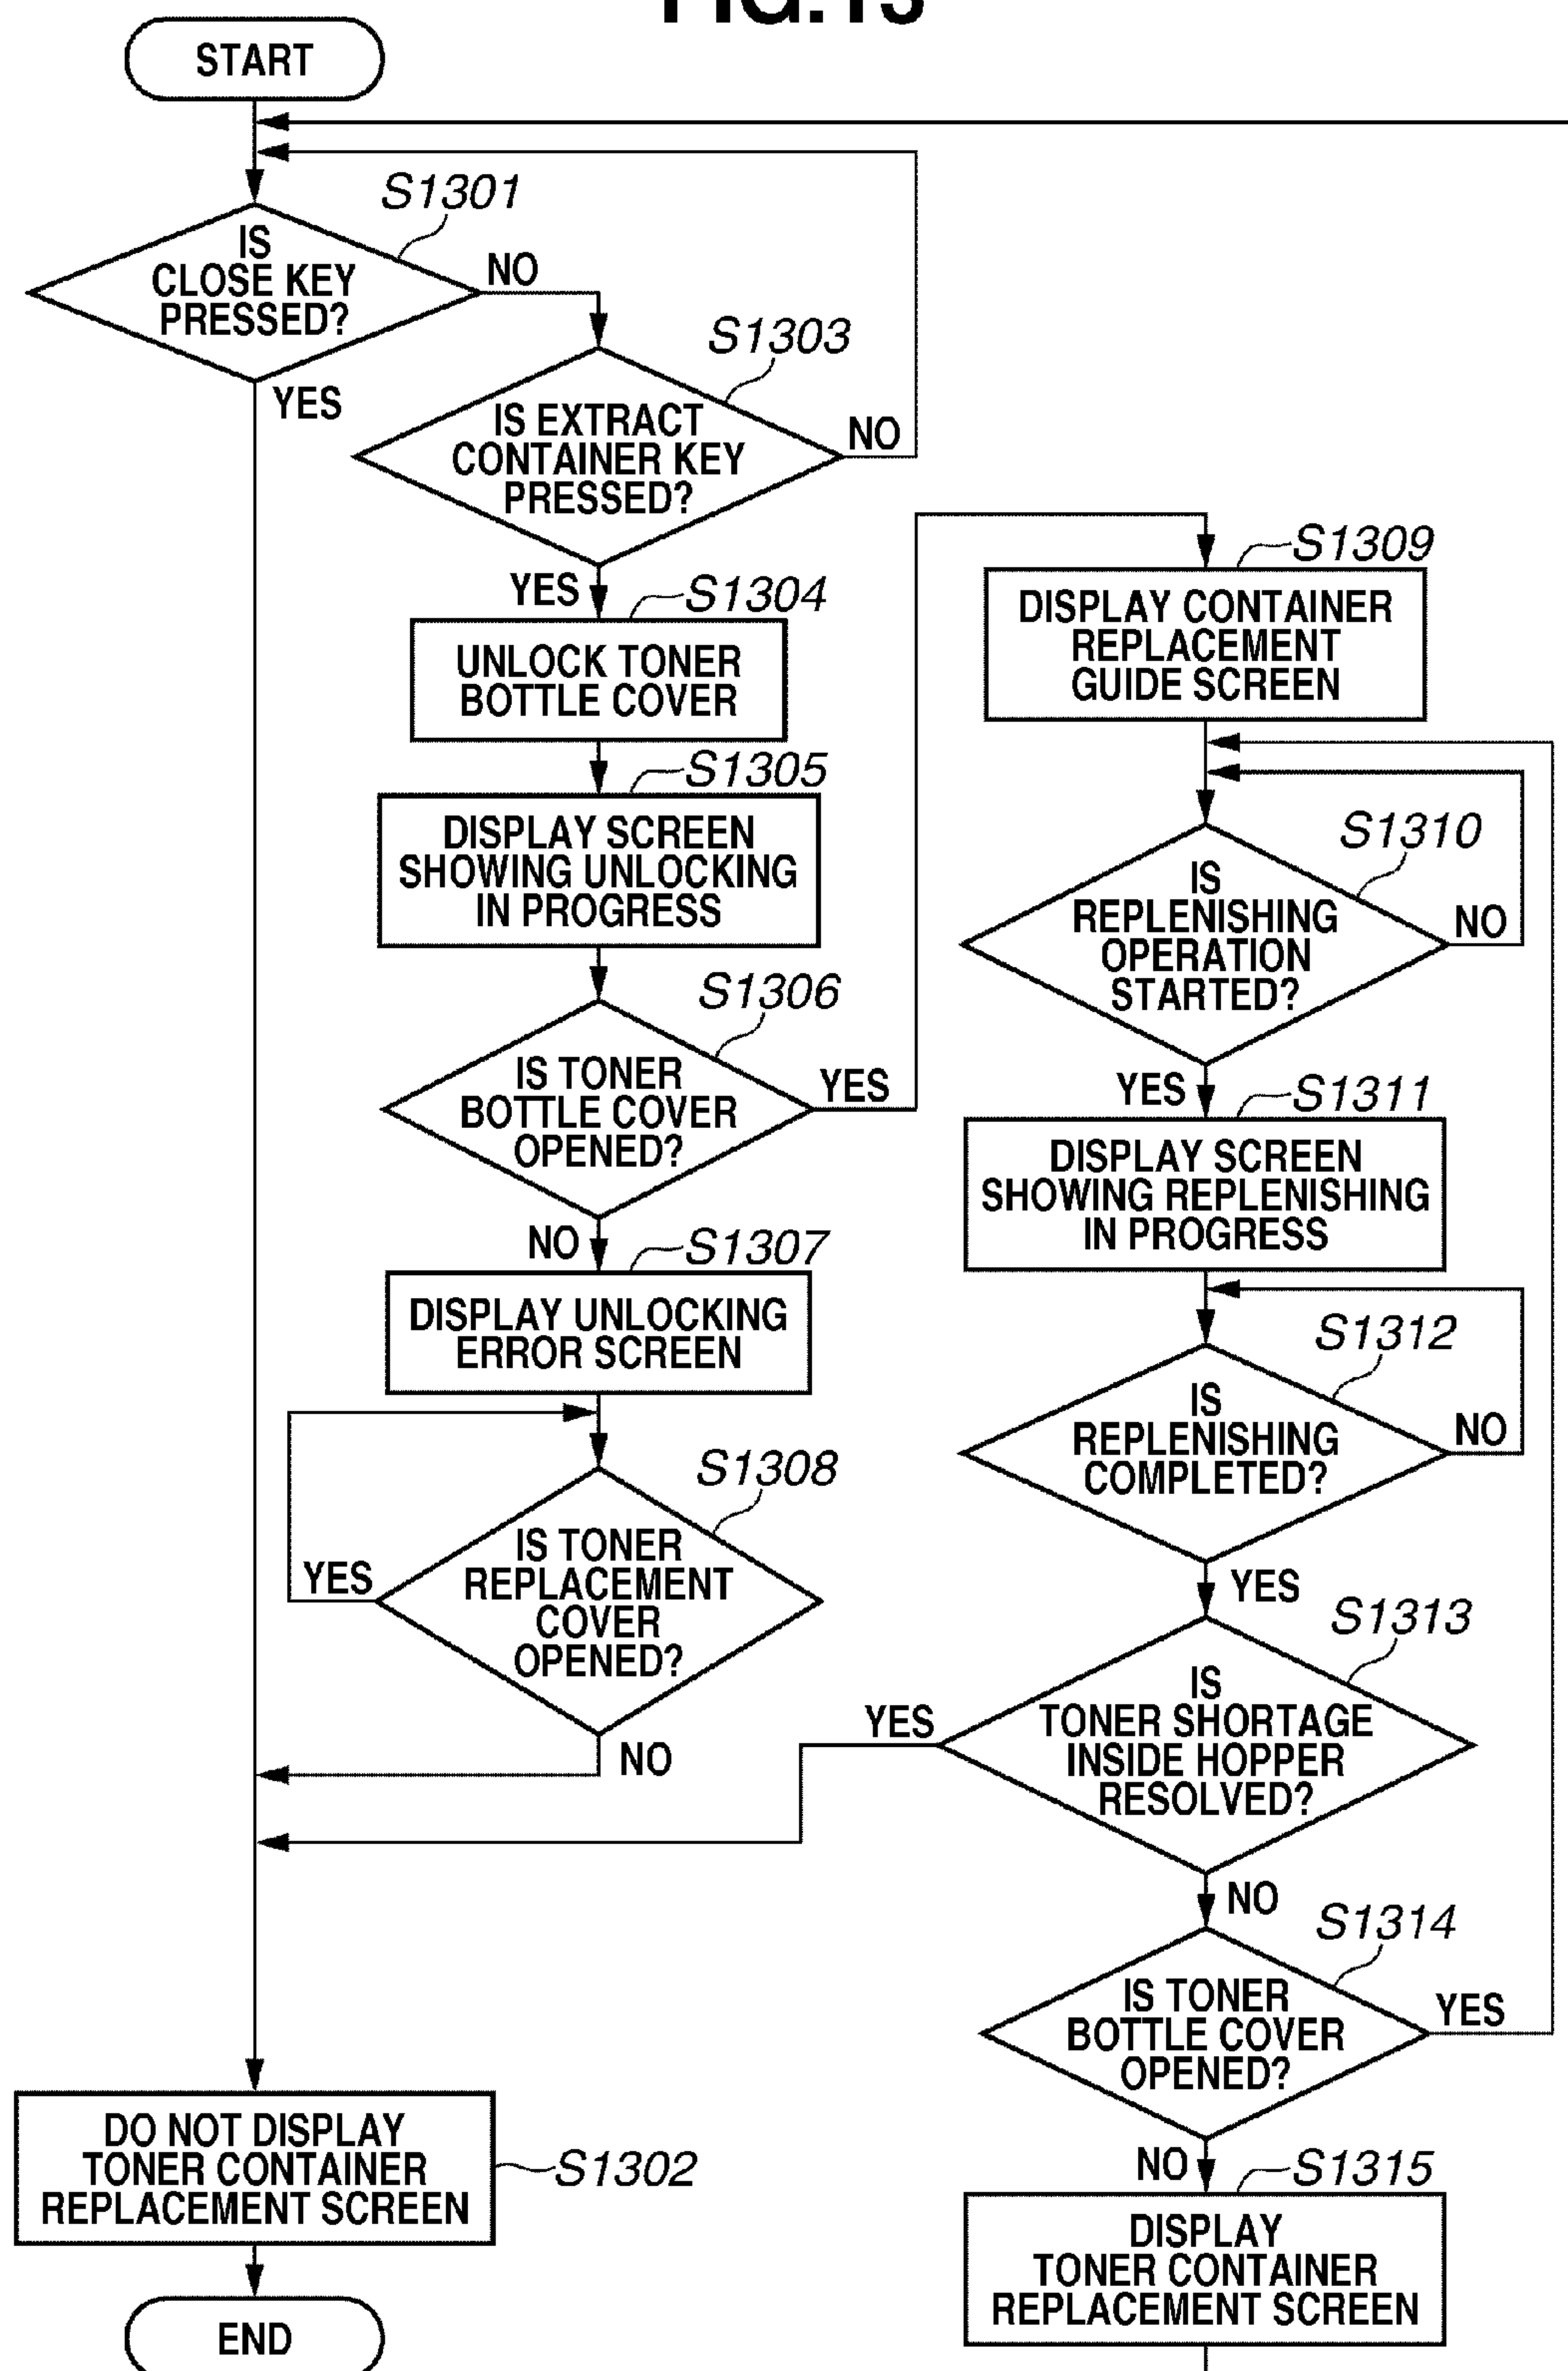 FIG.13
START
S1301
IS
CLOSE KEY
PRESSED?
NO
YES
S1303
IS EXTRACT
CONTAINER KEY
PRESSED?
NO
YES
S1304
UNLOCK TONER
BOTTLE COVER
S1305
DISPLAY SCREEN
SHOWING UNLOCKING
IN PROGRESS
S1306
IS TONER
BOTTLE COVER
OPENED?
YES
NO
S1307
DISPLAY UNLOCKING
ERROR SCREEN
S1308
IS TONER
REPLACEMENT
COVER
OPENED?
YES
NO
S1309
DISPLAY CONTAINER
REPLACEMENT
GUIDE SCREEN
S1310
IS
REPLENISHING
OPERATION
STARTED?
NO
YES
S1311
DISPLAY SCREEN
SHOWING REPLENISHING
IN PROGRESS
S1312
IS
REPLENISHING
COMPLETED?
NO
YES
S1313
IS
TONER SHORTAGE
INSIDE HOPPER
RESOLVED?
YES
NO
S1314
IS TONER
BOTTLE COVER
OPENED?
YES
NO
S1315
DISPLAY
TONER CONTAINER
REPLACEMENT SCREEN
DO NOT DISPLAY
TONER CONTAINER
REPLACEMENT SCREEN
S1302
END